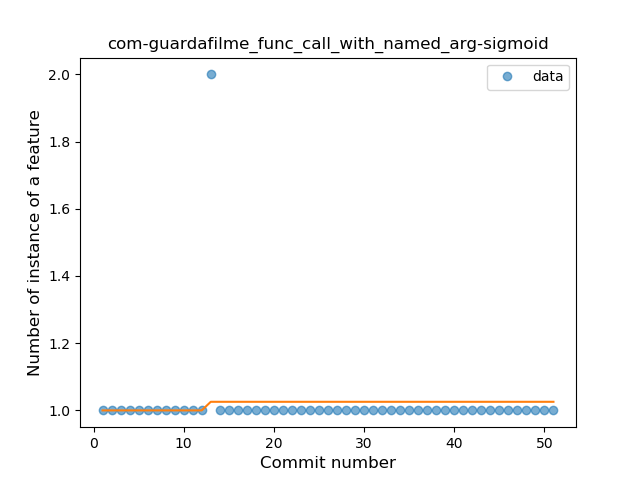 com-guardafilme_func_call_with_named_arg-sigmoid
data
Number of instance of a feature
2.0
1.8
1.6
1.4
1.2
1.0
0 10 20 30 40 50
Commit number